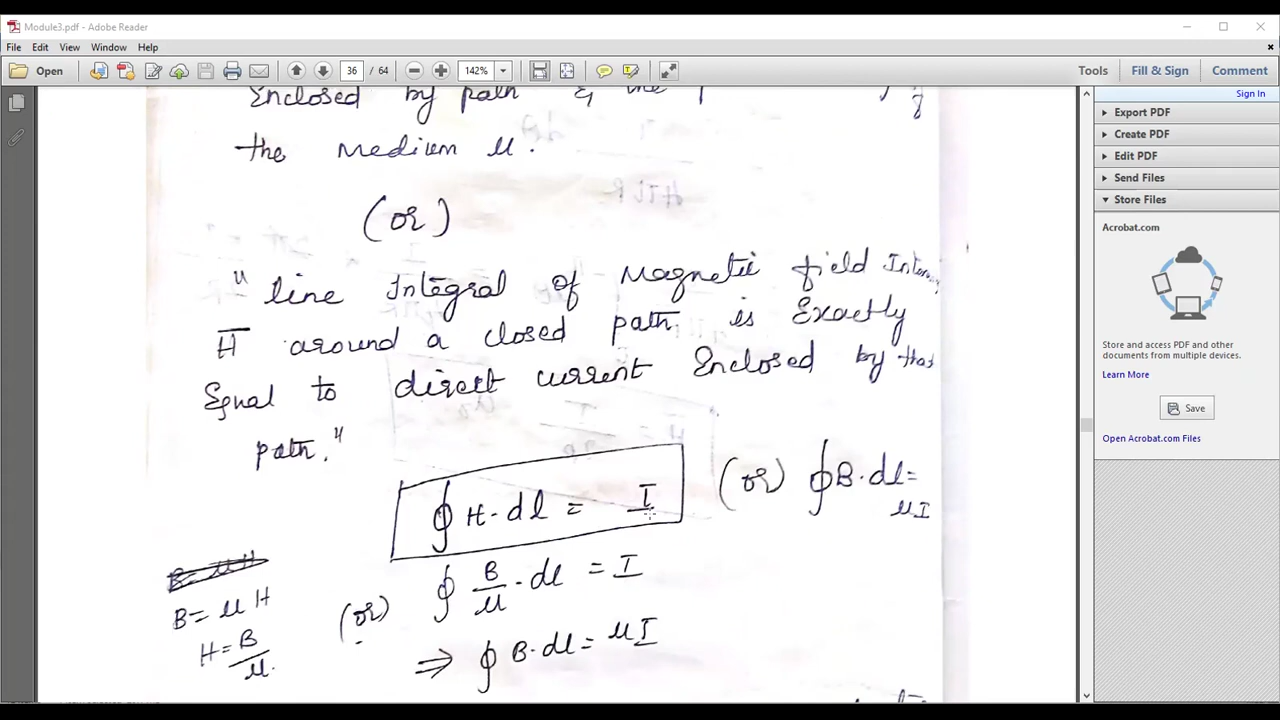 Module3.pdf - Adobe Reader
File Edit View Window Help
Open 36 / 64 142% Tools Fill & Sign Comment
Sign In
Export PDF
Create PDF
Edit PDF
Send Files
Store Files
Acrobat.com
Store and access PDF and other
documents from multiple devices.
Learn More
Save
Open Acrobat.com Files
Enclosed by path & the
the Medium μ.
(or)
"line Integral of Magnetic field
H̅ around a closed path is Exactly
Equal to direct current Enclosed by that
path."
∮ H·dl = I (or) ∮ B·dl =
μI
∮ B/μ · dl = I
B = μH
H = B/μ.
(or)
⇒ ∮ B·dl = μI